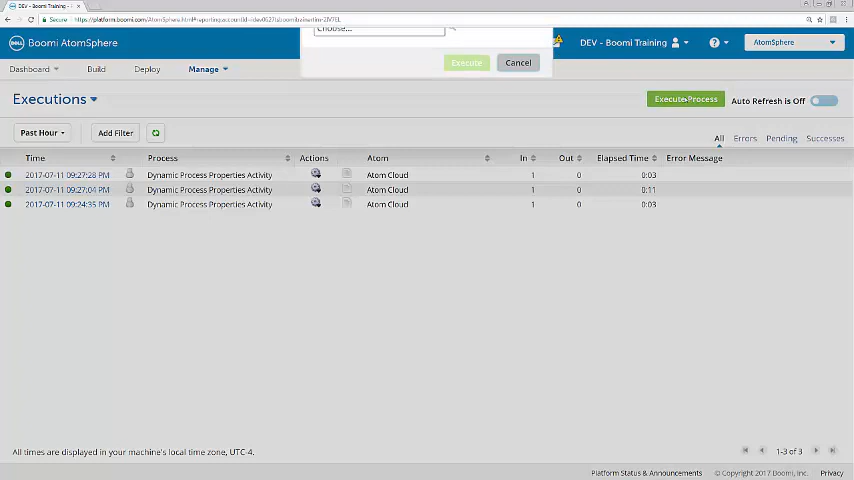 DEV - Boomi Training - ×
Secure
Choose...
DELL Boomi AtomSphere
DEV - Boomi Training
?
AtomSphere
Execute Cancel
Dashboard Build Deploy Manage
Executions
Execute Process
Auto Refresh is Off
Past Hour Add Filter
All Errors Pending Successes
Time Process Actions Atom In Out Elapsed Time Error Message
2017-07-11 09:27:28 PM Dynamic Process Properties Activity Atom Cloud 1 0 0:03
2017-07-11 09:27:04 PM Dynamic Process Properties Activity Atom Cloud 1 0 0:11
2017-07-11 09:24:35 PM Dynamic Process Properties Activity Atom Cloud 1 0 0:03
All times are displayed in your machine's local time zone, UTC-4.
1-3 of 3
Platform Status & Announcements © Copyright 2017 Boomi, Inc. Privacy